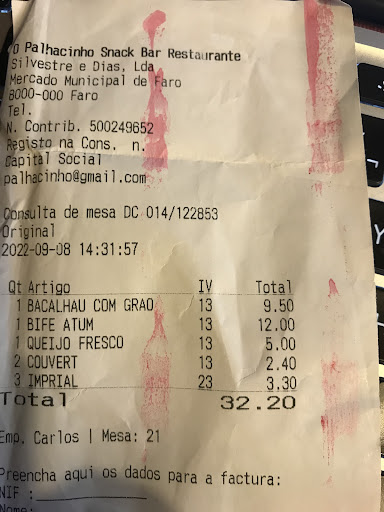 O Palhacinho Snack Bar Restaurante
Silvestre e Dias, Lda
Mercado Municipal de Faro
8000-000 Faro
Tel.
N. Contrib. 500249652
Registo na Cons. n.
Capital Social
palhacinho@gmail.com
Consulta de mesa DC 014/122853
Original
2022-09-08 14:31:57
Qt Artigo IV Total
1 BACALHAU COM GRAO 13 9.50
1 BIFE ATUM 13 12.00
1 QUEIJO FRESCO 13 5.00
2 COUVERT 13 2.40
3 IMPRIAL 23 3.30
Total 32.20
Emp. Carlos | Mesa: 21
Preencha aqui os dados para a factura:
NIF :
Nome: